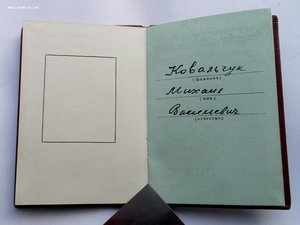 Ковальчук
(фамилия)
Михаил
(имя)
Васильевич
(отчество)